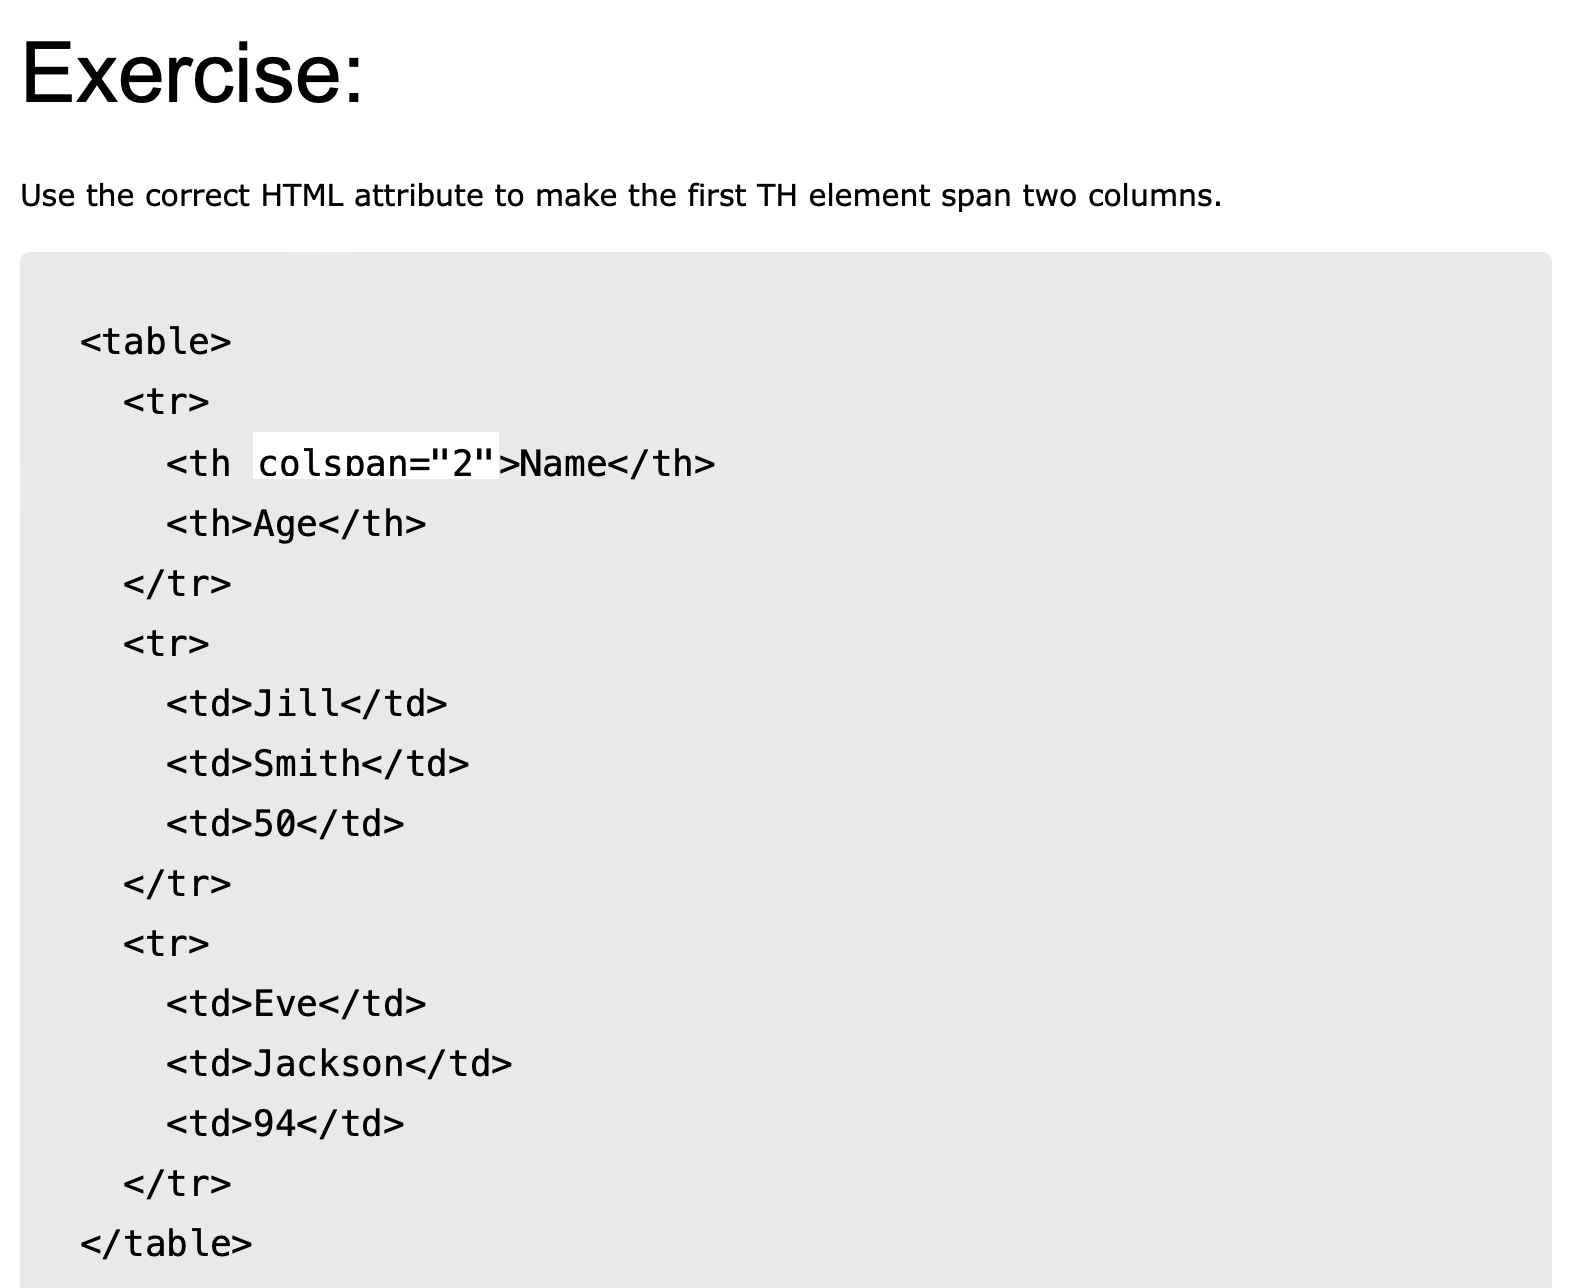 Exercise:
Use the correct HTML attribute to make the first TH element span two columns.
<table>
  <tr>
    <th colspan="2">Name</th>
    <th>Age</th>
  </tr>
  <tr>
    <td>Jill</td>
    <td>Smith</td>
    <td>50</td>
  </tr>
  <tr>
    <td>Eve</td>
    <td>Jackson</td>
    <td>94</td>
  </tr>
</table>